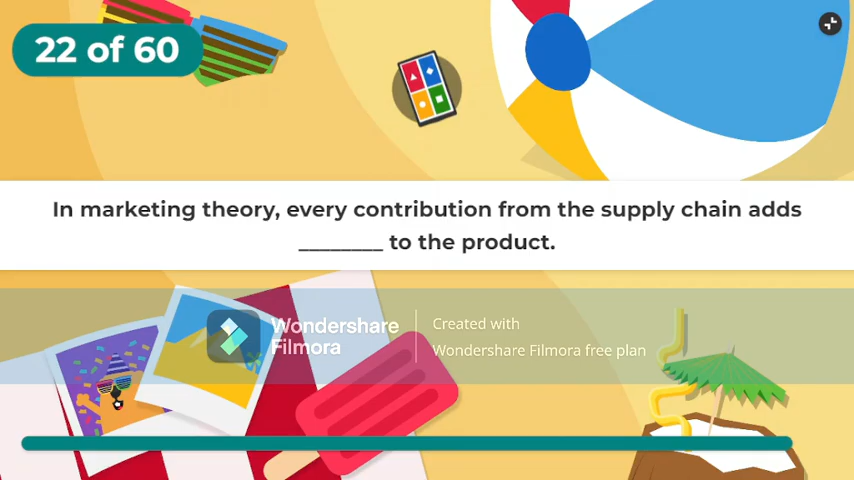 22 of 60
In marketing theory, every contribution from the supply chain adds
________ to the product.
Wondershare
Filmora
Created with
Wondershare Filmora free plan